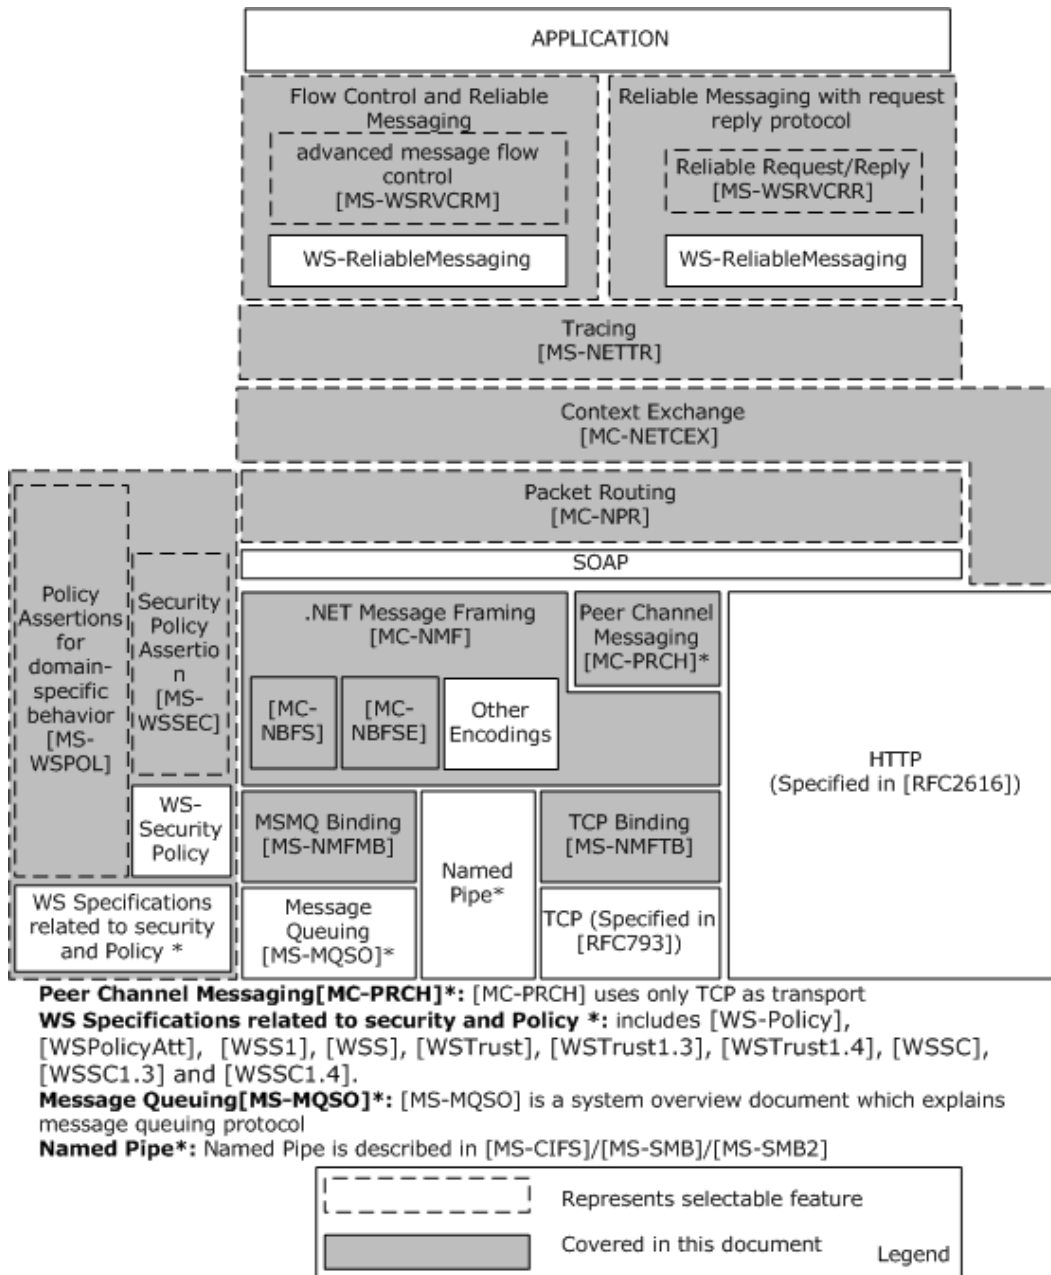 APPLICATION
Flow Control and Reliable
Messaging
advanced message flow
control
[MS-WSRVCRM]
WS-ReliableMessaging
Reliable Messaging with request
reply protocol
Reliable Request/Reply
[MS-WSRVCRR]
WS-ReliableMessaging
Tracing
[MS-NETTR]
Context Exchange
[MC-NETCEX]
Packet Routing
[MC-NPR]
SOAP
Policy
Assertions
for
domain-
specific
behavior
[MS-
WSPOL]
Security
Policy
Assertio
n
[MS-
WSSEC]
WS-
Security
Policy
WS Specifications
related to security
and Policy *
.NET Message Framing
[MC-NMF]
[MC-
NBFS]
[MC-
NBFSE]
Other
Encodings
Peer Channel
Messaging
[MC-PRCH]*
HTTP
(Specified in [RFC2616])
MSMQ Binding
[MS-NMFMB]
Named
Pipe*
TCP Binding
[MS-NMFTB]
Message
Queuing
[MS-MQSO]*
TCP (Specified in
[RFC793])
Peer Channel Messaging[MC-PRCH]*: [MC-PRCH] uses only TCP as transport
WS Specifications related to security and Policy *: includes [WS-Policy],
[WSPolicyAtt], [WSS1], [WSS], [WSTrust], [WSTrust1.3], [WSTrust1.4], [WSSC],
[WSSC1.3] and [WSSC1.4].
Message Queuing[MS-MQSO]*: [MS-MQSO] is a system overview document which explains
message queuing protocol
Named Pipe*: Named Pipe is described in [MS-CIFS]/[MS-SMB]/[MS-SMB2]
Represents selectable feature
Covered in this document
Legend